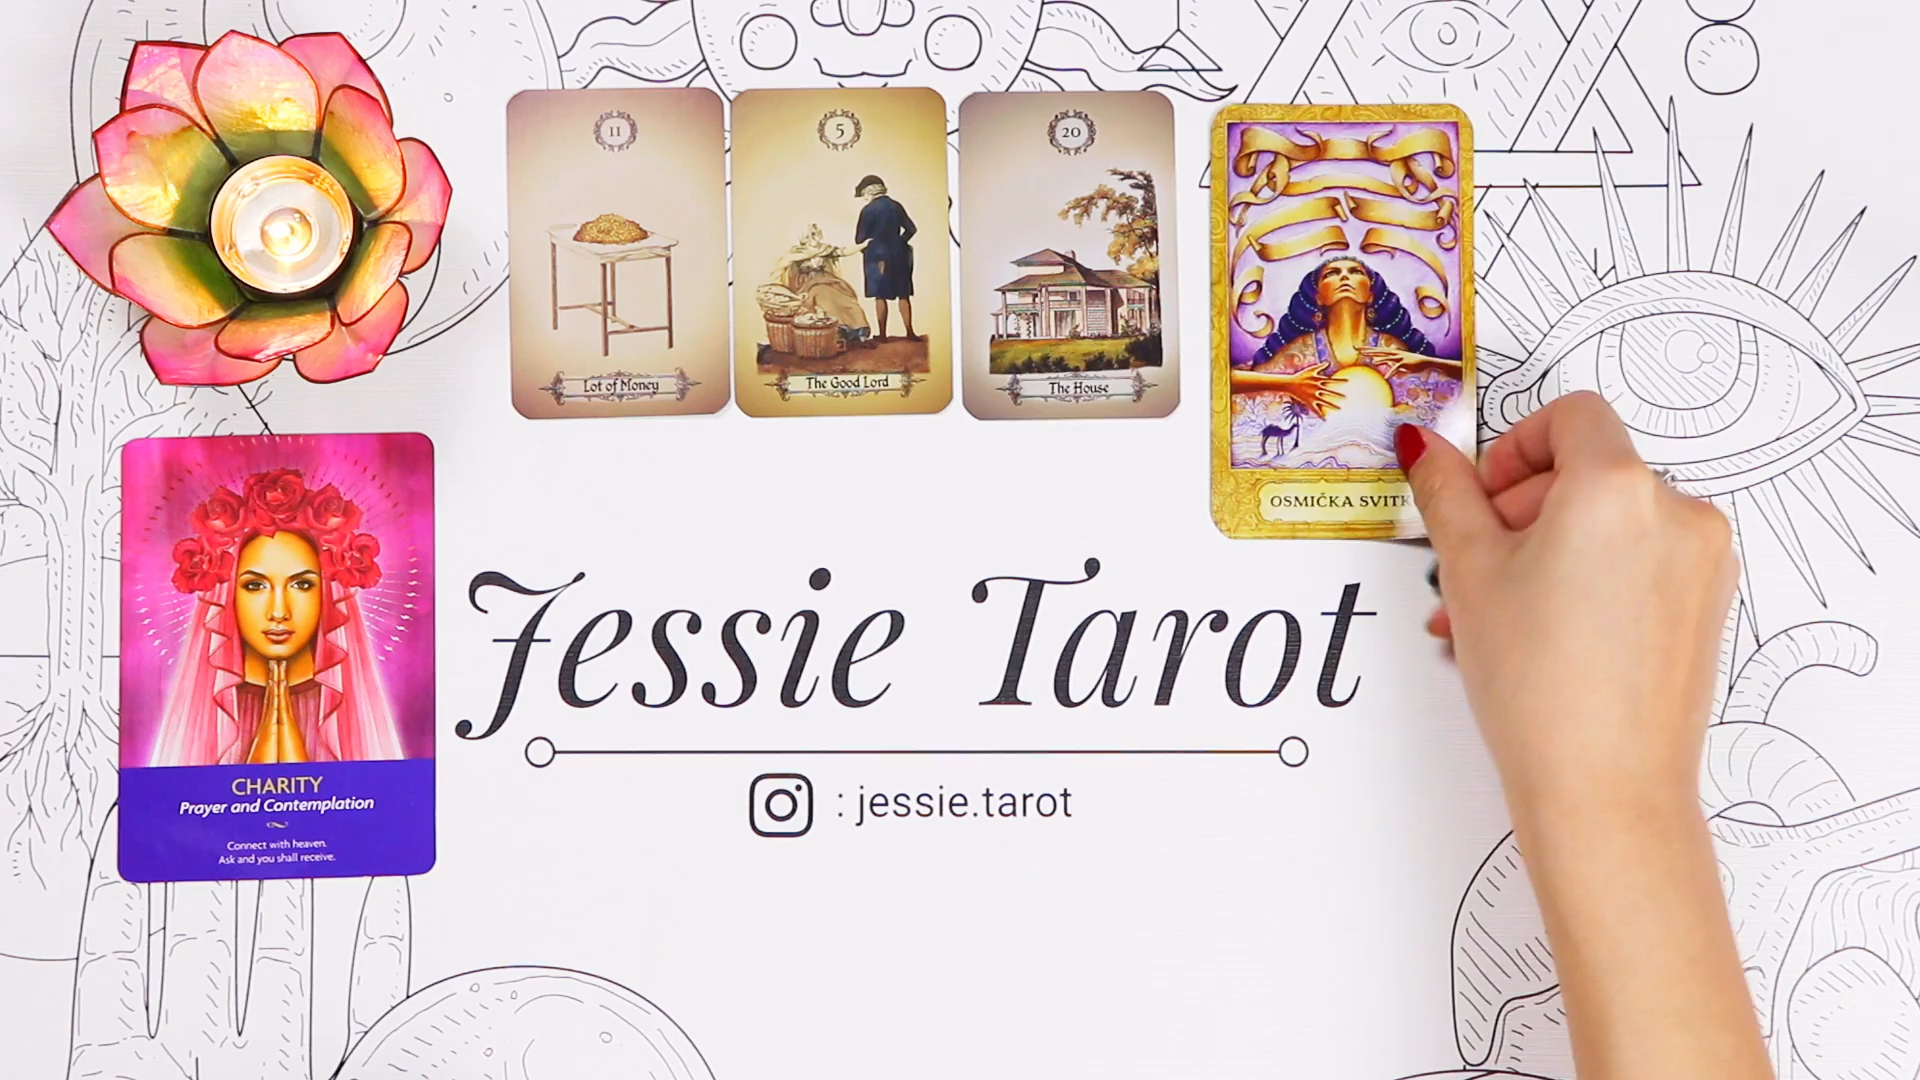 11
Lot of Money
5
The Good Lord
20
The House
OSMIČKA SVITK
CHARITY
Prayer and Contemplation
Connect with heaven.
Ask and you shall receive.
Jessie Tarot
: jessie.tarot